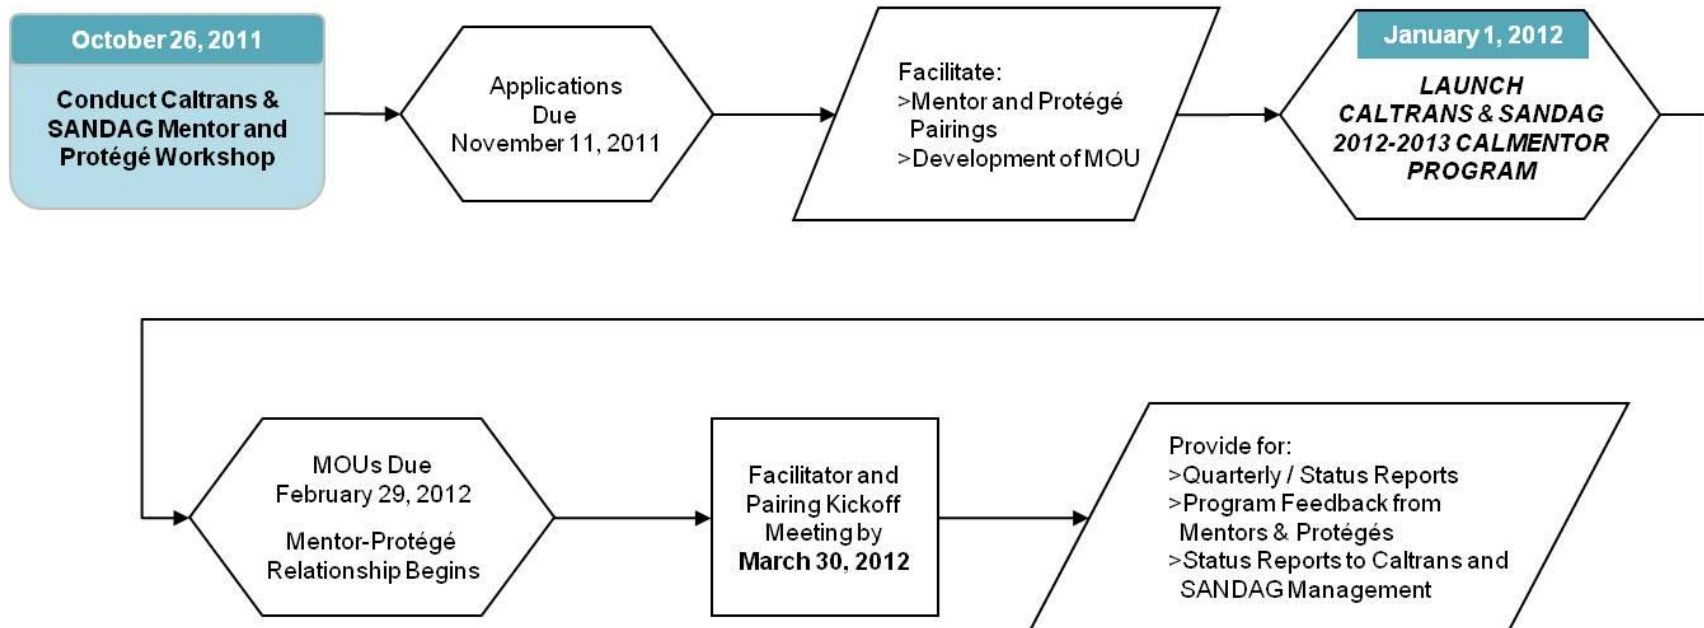 October 26, 2011
Conduct Caltrans &
SANDAG Mentor and
Protégé Workshop
Applications
Due
November 11, 2011
Facilitate:
>Mentor and Protégé
Pairings
>Development of MOU
January 1, 2012
LAUNCH
CALTRANS & SANDAG
2012-2013 CALMENTOR
PROGRAM
MOUs Due
February 29, 2012
Mentor-Protégé
Relationship Begins
Facilitator and
Pairing Kickoff
Meeting by
March 30, 2012
Provide for:
>Quarterly / Status Reports
>Program Feedback from
Mentors & Protégés
>Status Reports to Caltrans and
SANDAG Management